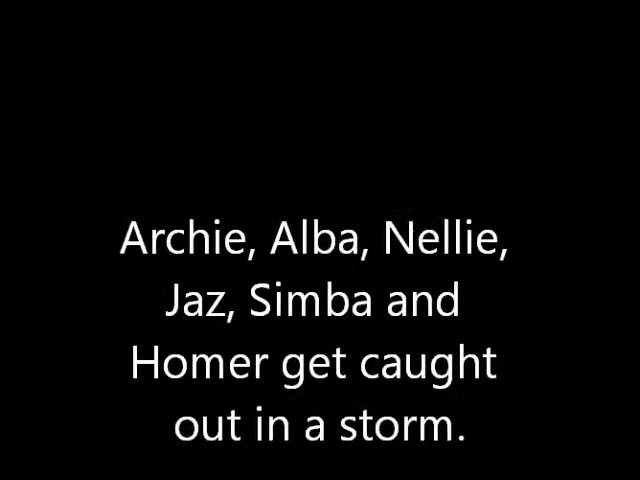 Archie, Alba, Nellie,
Jaz, Simba and
Homer get caught
out in a storm.